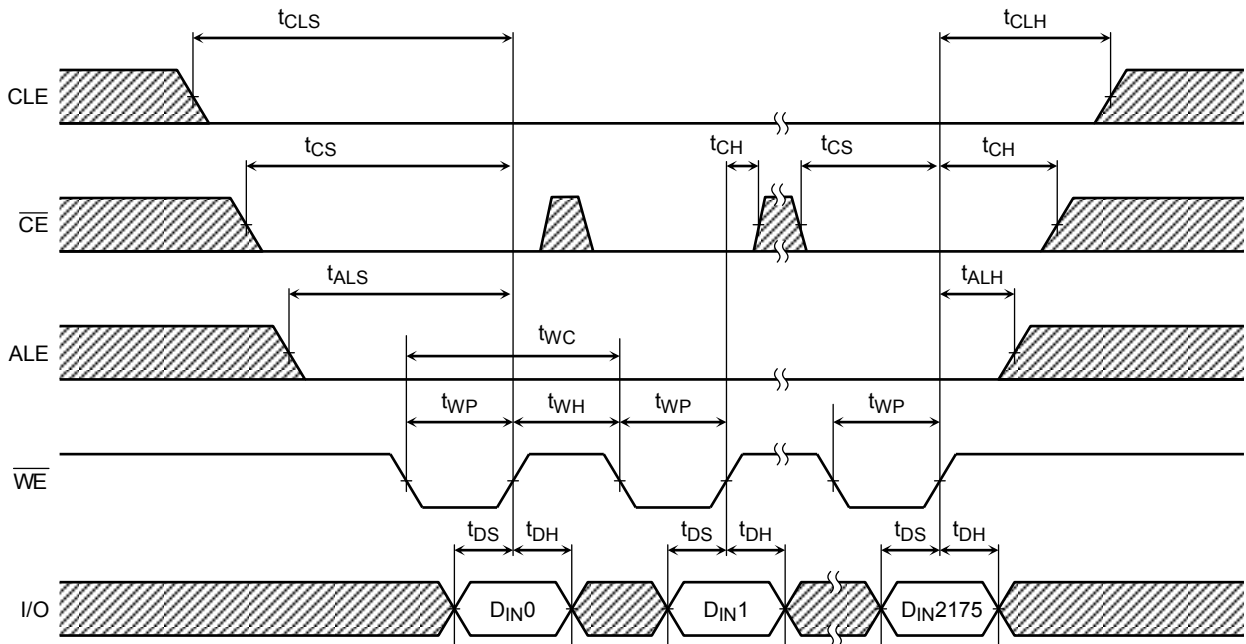 tCLS
tCLH
CLE
tCS
tCH
tCS
tCH
CE
tALS
tALH
ALE
tWC
tWP
tWH
tWP
tWP
WE
tDS
tDH
tDS
tDH
tDS
tDH
I/O
DIN0
DIN1
DIN2175